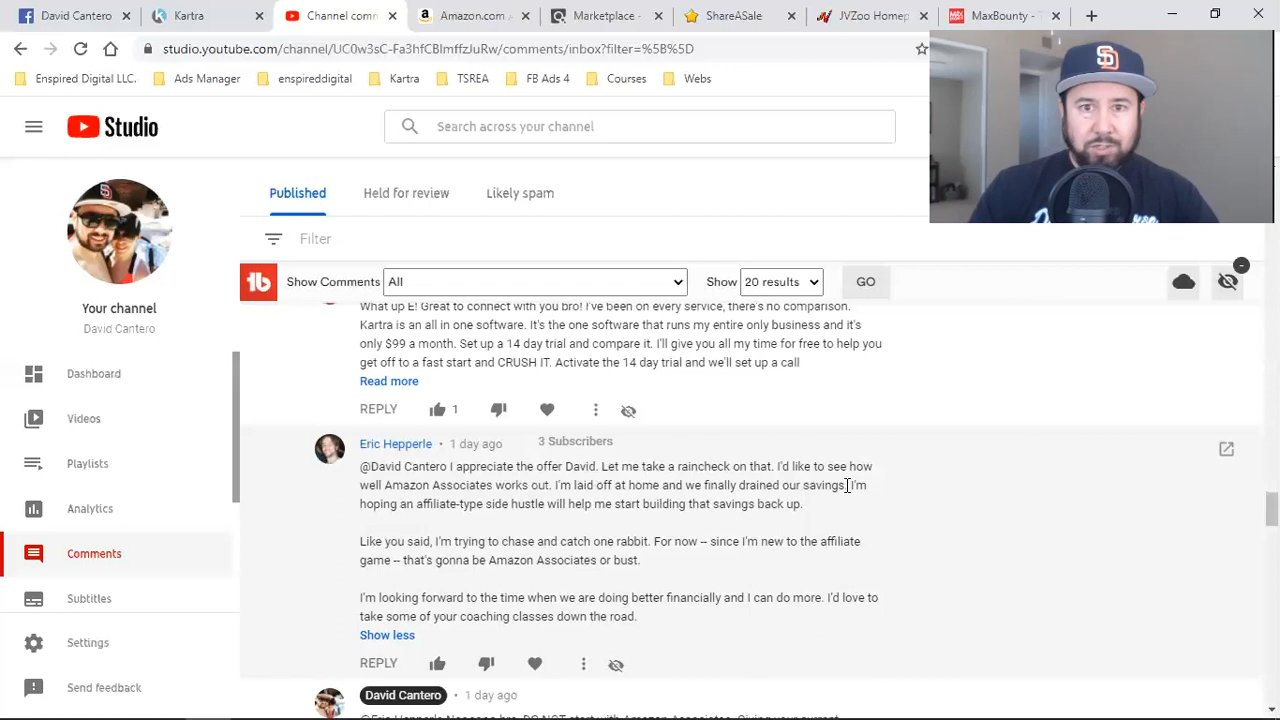 David Cantero
Kartra
Channel com
Amazon.com
Marketplace -
ShareASale
JVZoo Homep
MaxBounty -
studio.youtube.com/channel/UC0w3sC-Fa3hfCBlmffzJuRw/comments/inbox?filter=%5B%5D
Enspired Digital LLC.
Ads Manager
enspireddigital
Kartra
TSREA
FB Ads 4
Courses
Webs
Studio
Search across your channel
SD
Published
Held for review
Likely spam
Filter
Your channel
David Cantero
Dashboard
Videos
Playlists
Analytics
Comments
Subtitles
Settings
Send feedback
tb
Show Comments
All
Show
20 results
GO
What up E! Great to connect with you bro! I've been on every service, there's no comparison.
Kartra is an all in one software. It's the one software that runs my entire only business and it's
only $99 a month. Set up a 14 day trial and compare it. I'll give you all my time for free to help you
get off to a fast start and CRUSH IT. Activate the 14 day trial and we'll set up a call
Read more
REPLY
1
Eric Hepperle • 1 day ago
3 Subscribers
@David Cantero I appreciate the offer David. Let me take a raincheck on that. I'd like to see how
well Amazon Associates works out. I'm laid off at home and we finally drained our savings. I'm
hoping an affiliate-type side hustle will help me start building that savings back up.
Like you said, I'm trying to chase and catch one rabbit. For now -- since I'm new to the affiliate
game -- that's gonna be Amazon Associates or bust.
I'm looking forward to the time when we are doing better financially and I can do more. I'd love to
take some of your coaching classes down the road.
Show less
REPLY
David Cantero • 1 day ago